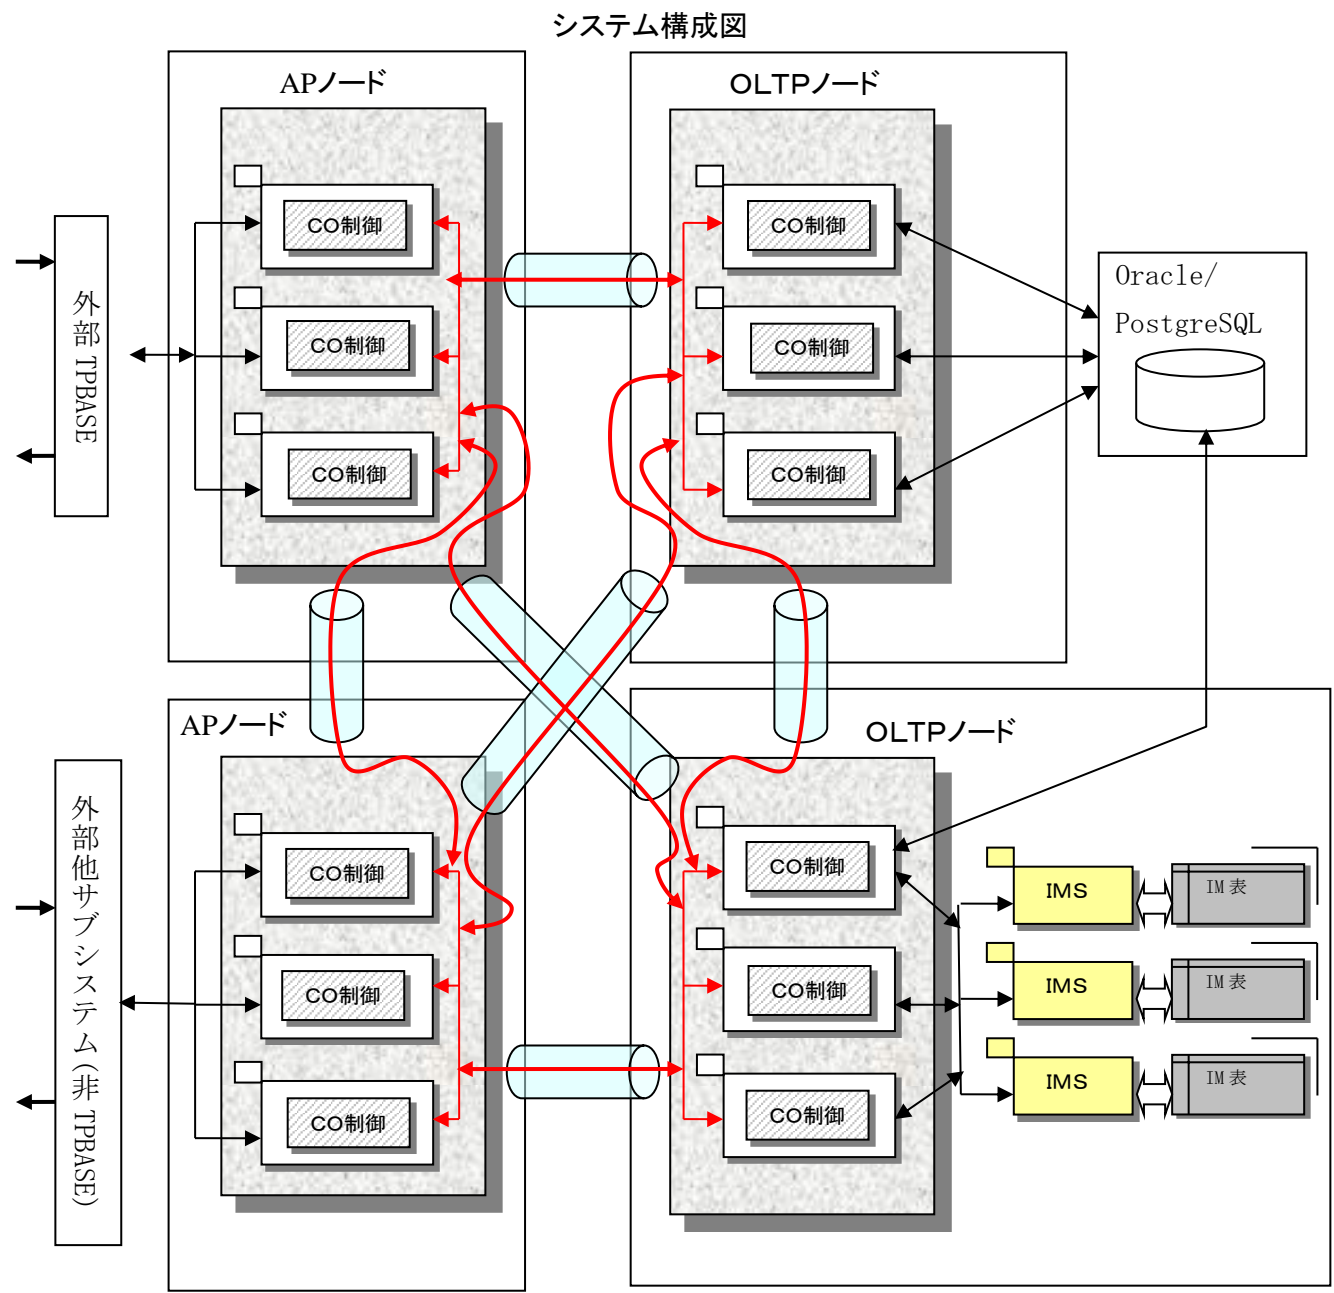 システム構成図
APノード
OLTPノード
CO制御
CO制御
CO制御
CO制御
CO制御
CO制御
外部 TPBASE
Oracle/
PostgreSQL
APノード
OLTPノード
外部他サブシステム(非 TPBASE)
CO制御
CO制御
CO制御
CO制御
CO制御
CO制御
IMS
IM 表
IMS
IM 表
IMS
IM 表